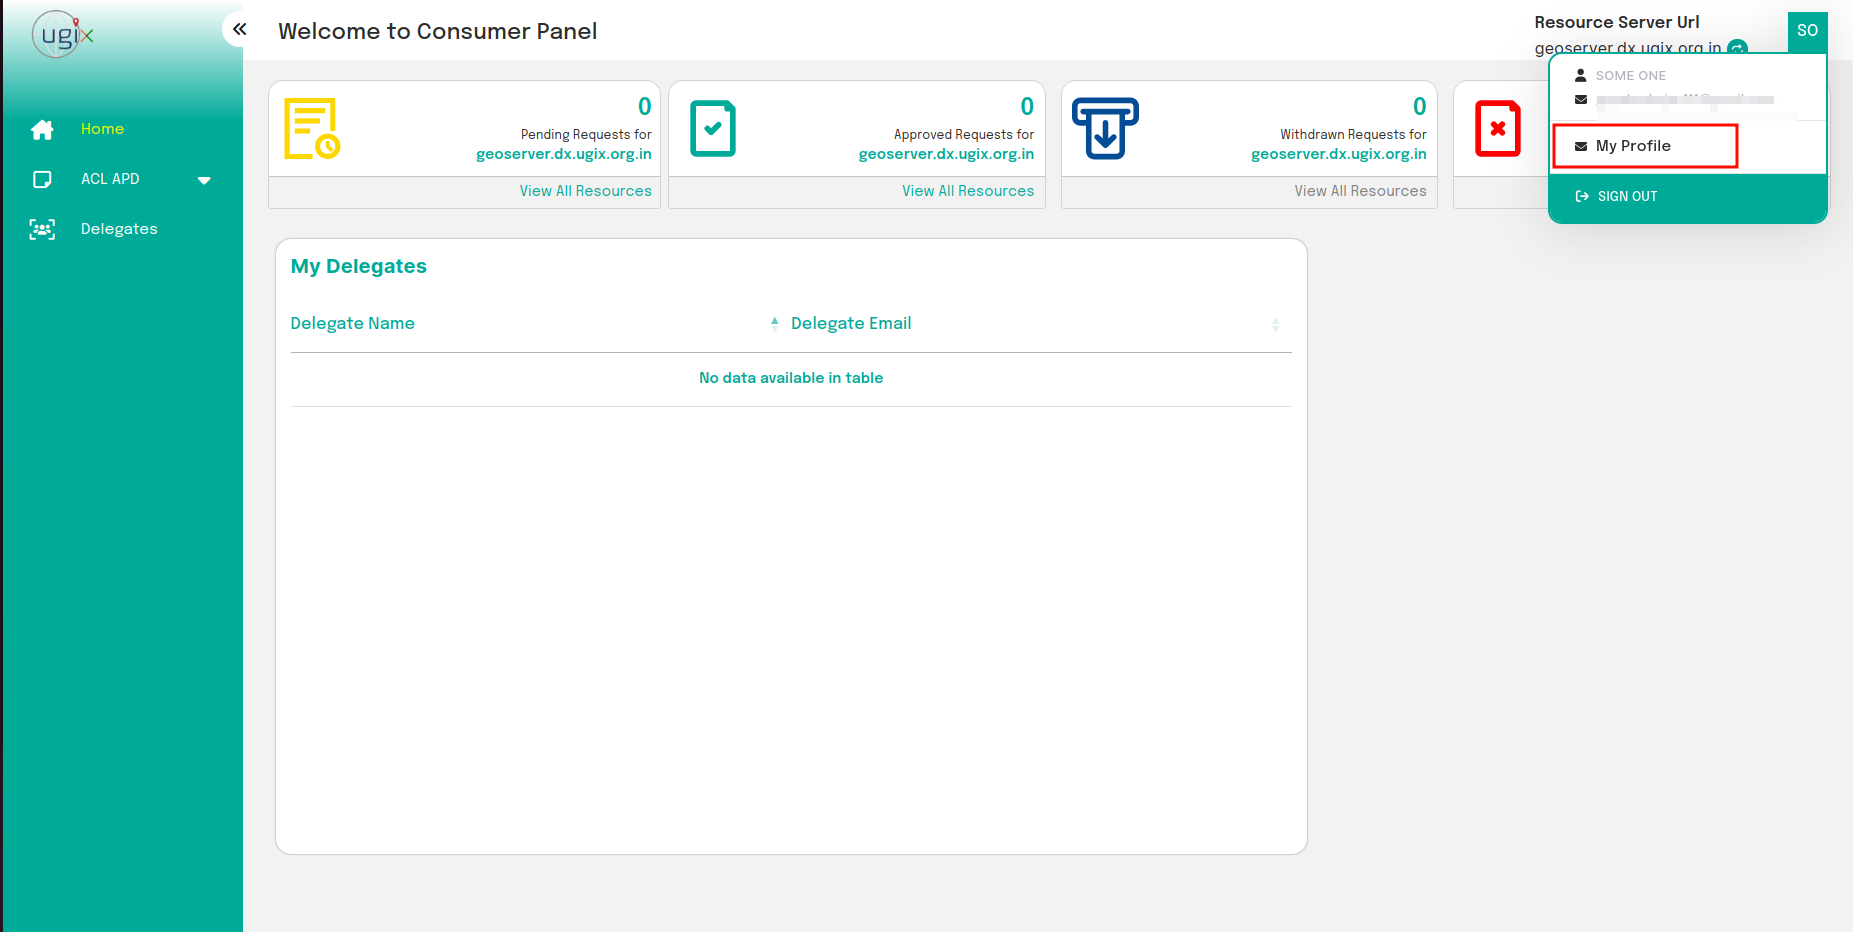 ugix
Welcome to Consumer Panel
Resource Server Url
geoserver.dx.ugix.org.in
SO
SOME ONE
My Profile
SIGN OUT
Home
ACL APD
Delegates
0
Pending Requests for
geoserver.dx.ugix.org.in
View All Resources
0
Approved Requests for
geoserver.dx.ugix.org.in
View All Resources
0
Withdrawn Requests for
geoserver.dx.ugix.org.in
View All Resources
My Delegates
Delegate Name
Delegate Email
No data available in table